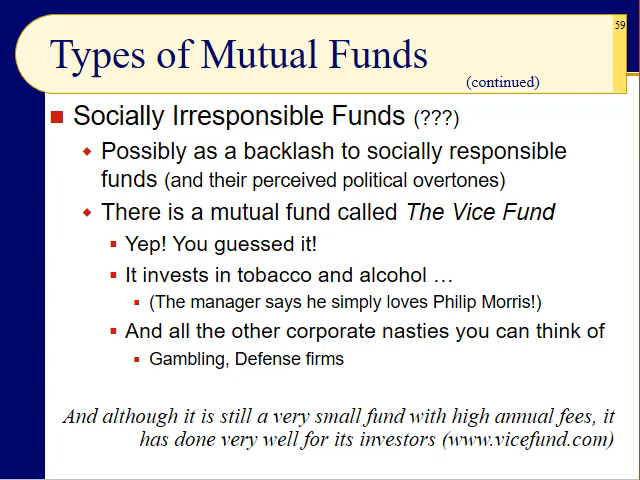 59
Types of Mutual Funds
(continued)
Socially Irresponsible Funds (???)
Possibly as a backlash to socially responsible
funds (and their perceived political overtones)
There is a mutual fund called The Vice Fund
Yep! You guessed it!
It invests in tobacco and alcohol …
(The manager says he simply loves Philip Morris!)
And all the other corporate nasties you can think of
Gambling, Defense firms
And although it is still a very small fund with high annual fees, it
has done very well for its investors (www.vicefund.com)